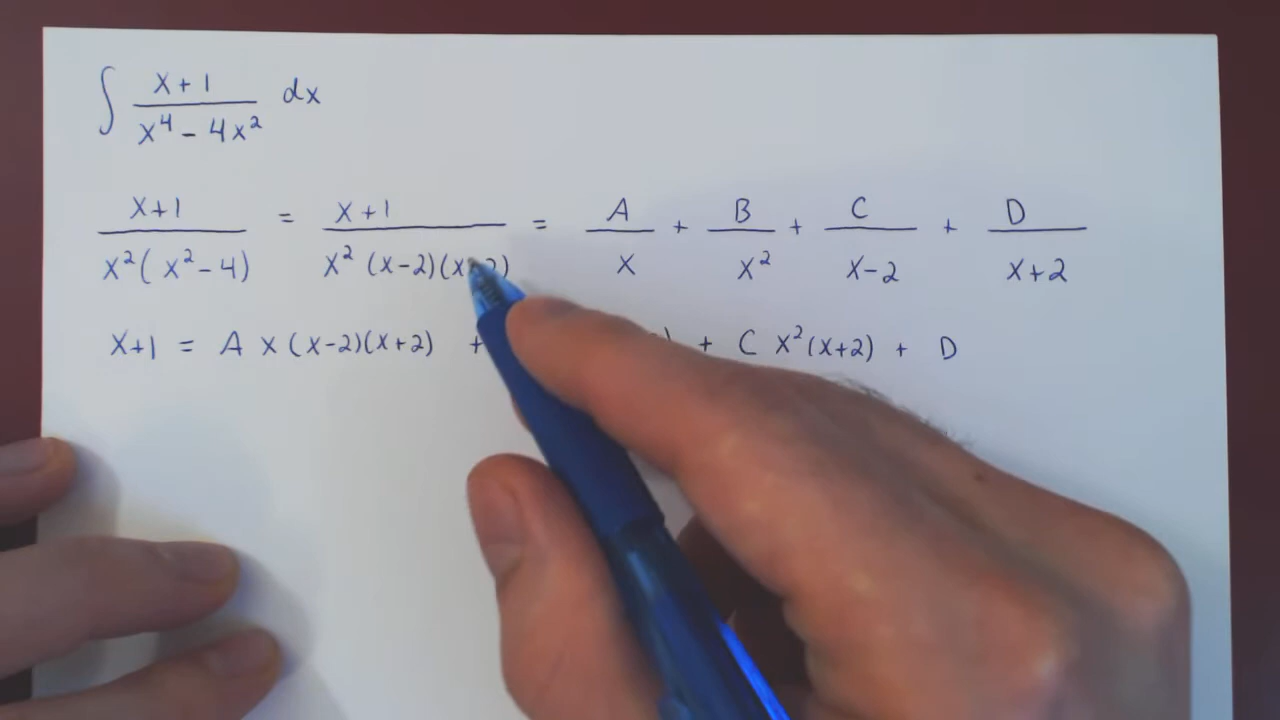 ∫ x+1 / x⁴ - 4x² dx
x+1 / x²(x²-4) = x+1 / x²(x-2)(x 2) = A / x + B / x² + C / x-2 + D / x+2
x+1 = A x(x-2)(x+2) + ) + C x²(x+2) + D